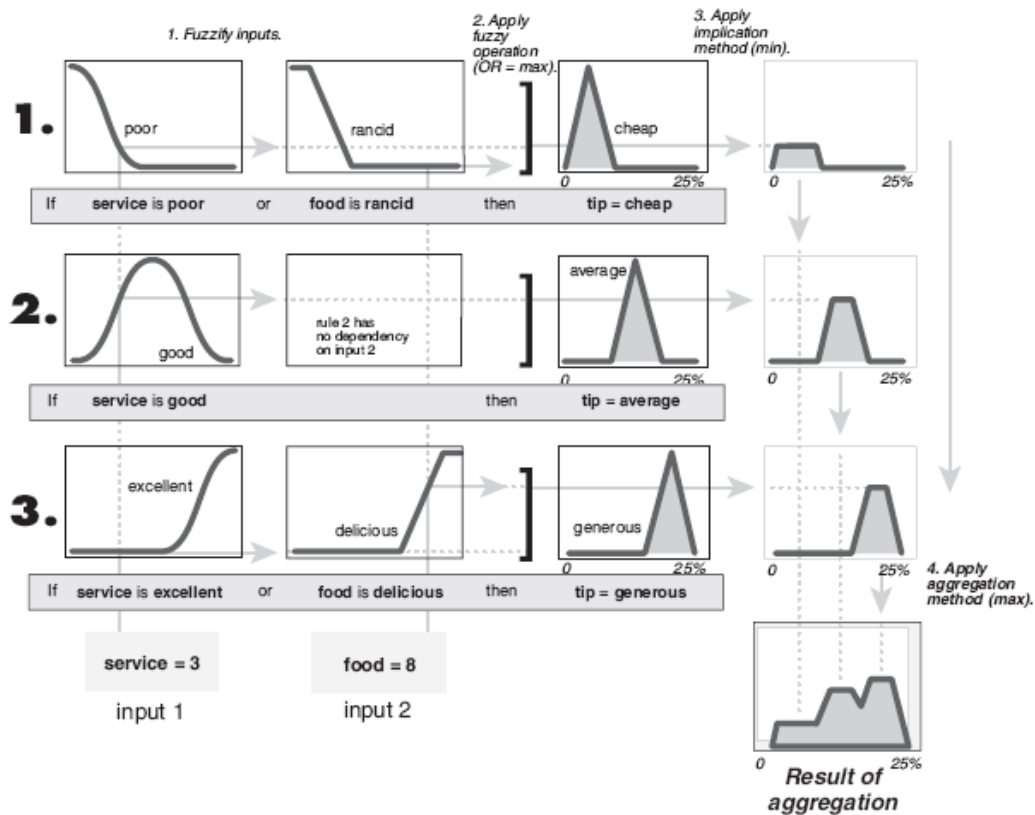 1. Fuzzify inputs.
2. Apply
fuzzy
operation
(OR = max).
3. Apply
implication
method (min).
1.
poor
rancid
cheap
0 25%
0 25%
If service is poor or food is rancid then tip = cheap
2.
good
rule 2 has
no dependency
on input 2
average
0 25%
0 25%
If service is good then tip = average
3.
excellent
delicious
generous
0 25%
0 25%
If service is excellent or food is delicious then tip = generous
4. Apply
aggregation
method (max).
service = 3
food = 8
input 1
input 2
0 25%
Result of
aggregation